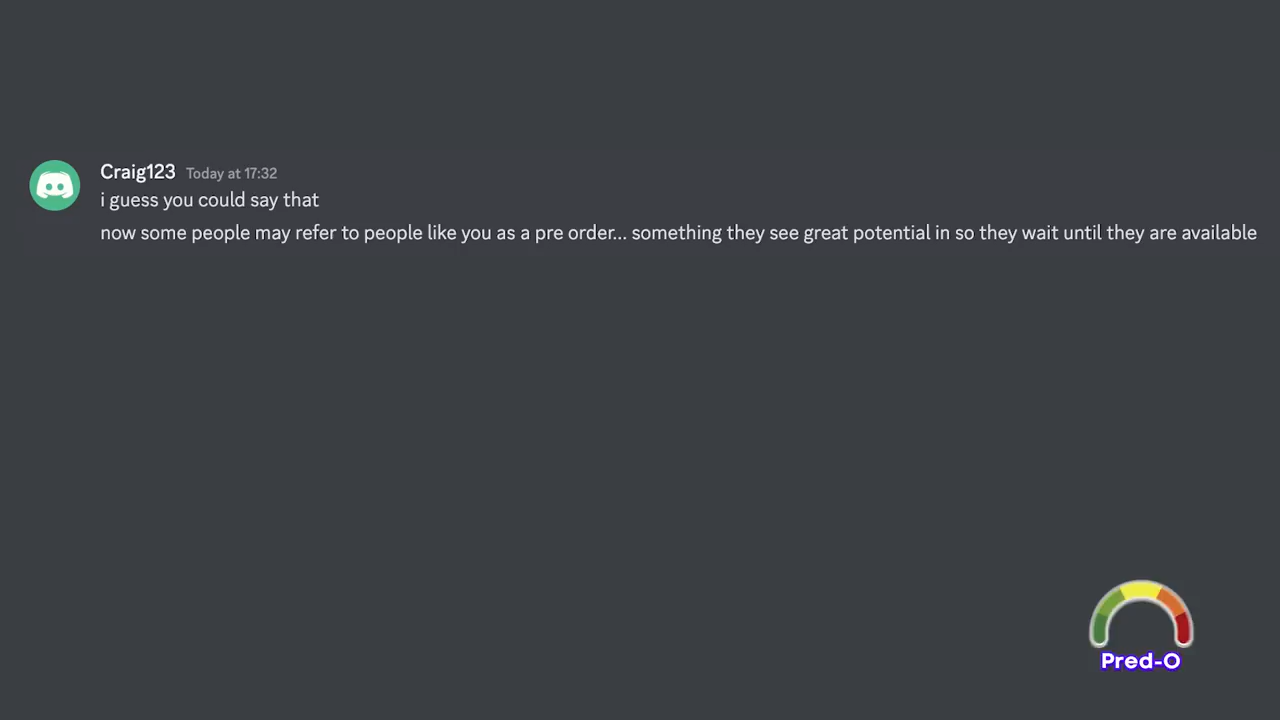 Craig123 Today at 17:32
i guess you could say that
now some people may refer to people like you as a pre order... something they see great potential in so they wait until they are available
Pred-O